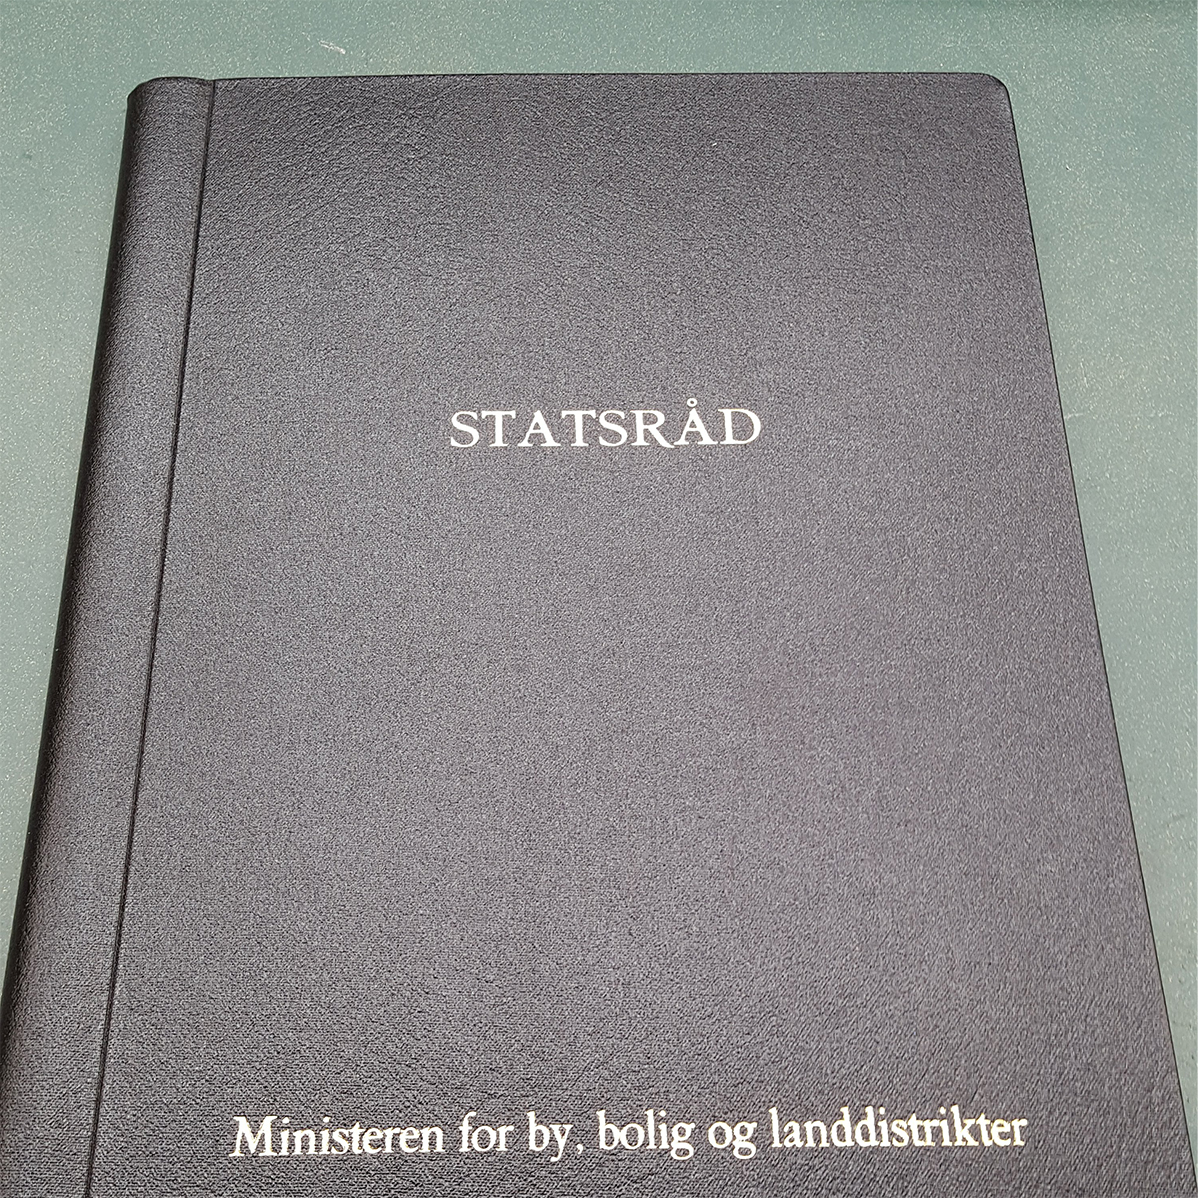 STATSRÅD
Ministeren for by, bolig og landdistrikter